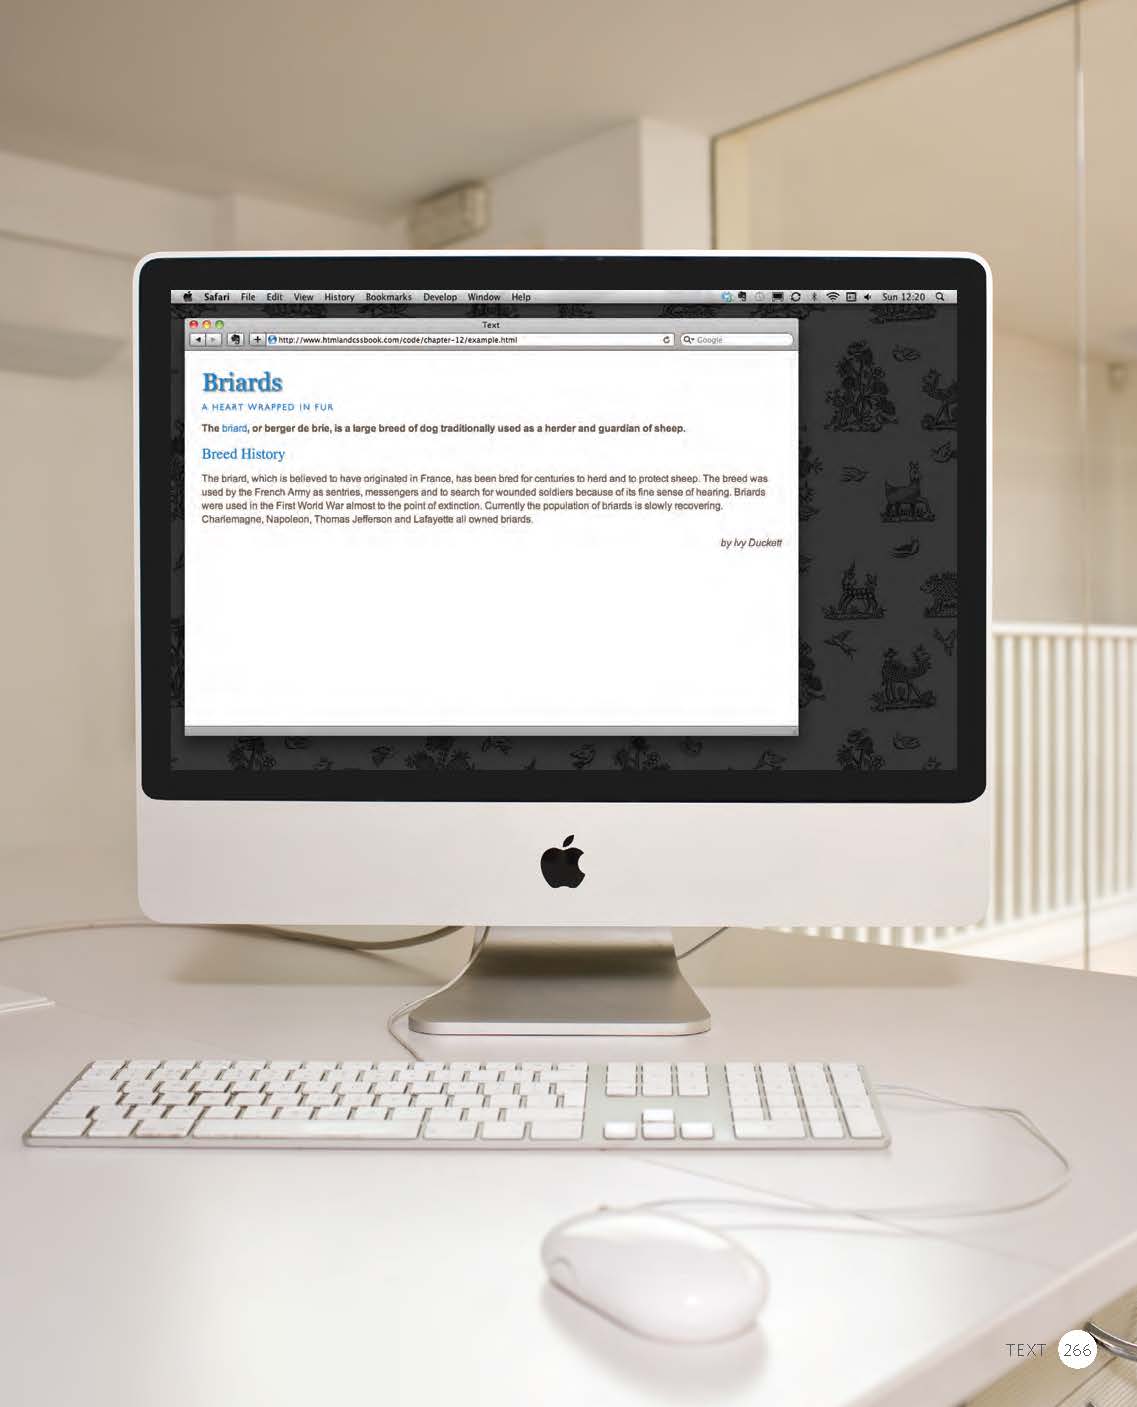 Safari File Edit View History Bookmarks Develop Window Help Sun 12:20
Text
http://www.htmlandcssbook.com/code/chapter-12/example.html Google
Briards
A HEART WRAPPED IN FUR
The briard, or berger de brie, is a large breed of dog traditionally used as a herder and guardian of sheep.
Breed History
The briard, which is believed to have originated in France, has been bred for centuries to herd and to protect sheep. The breed was
used by the French Army as sentries, messengers and to search for wounded soldiers because of its fine sense of hearing. Briards
were used in the First World War almost to the point of extinction. Currently the population of briards is slowly recovering.
Charlemagne, Napoleon, Thomas Jefferson and Lafayette all owned briards.
by Ivy Duckett
TEXT 266